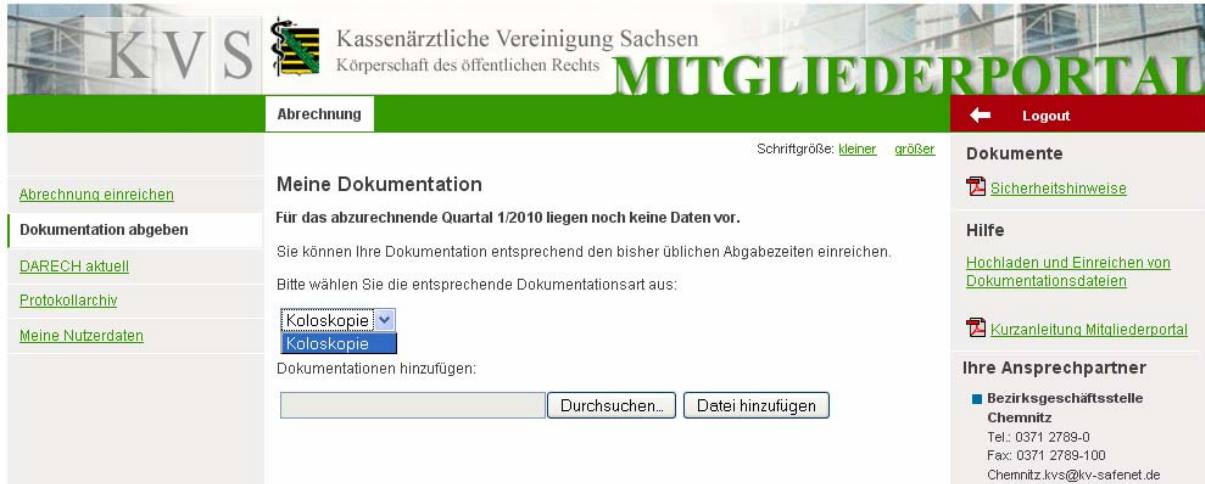 KVS
Kassenärztliche Vereinigung Sachsen
Körperschaft des öffentlichen Rechts
MITGLIEDERPORTAL
Abrechnung
Logout
Schriftgröße: kleiner größer
Abrechnung einreichen
Dokumentation abgeben
DARECH aktuell
Protokollarchiv
Meine Nutzerdaten
Meine Dokumentation
Für das abzurechnende Quartal 1/2010 liegen noch keine Daten vor.
Sie können Ihre Dokumentation entsprechend den bisher üblichen Abgabezeiten einreichen.
Bitte wählen Sie die entsprechende Dokumentationsart aus:
Koloskopie
Koloskopie
Dokumentationen hinzufügen:
Durchsuchen... Datei hinzufügen
Dokumente
Sicherheitshinweise
Hilfe
Hochladen und Einreichen von
Dokumentationsdateien
Kurzanleitung Mitgliederportal
Ihre Ansprechpartner
Bezirksgeschäftsstelle
Chemnitz
Tel.: 0371 2789-0
Fax: 0371 2789-100
Chemnitz.kvs@kv-safenet.de